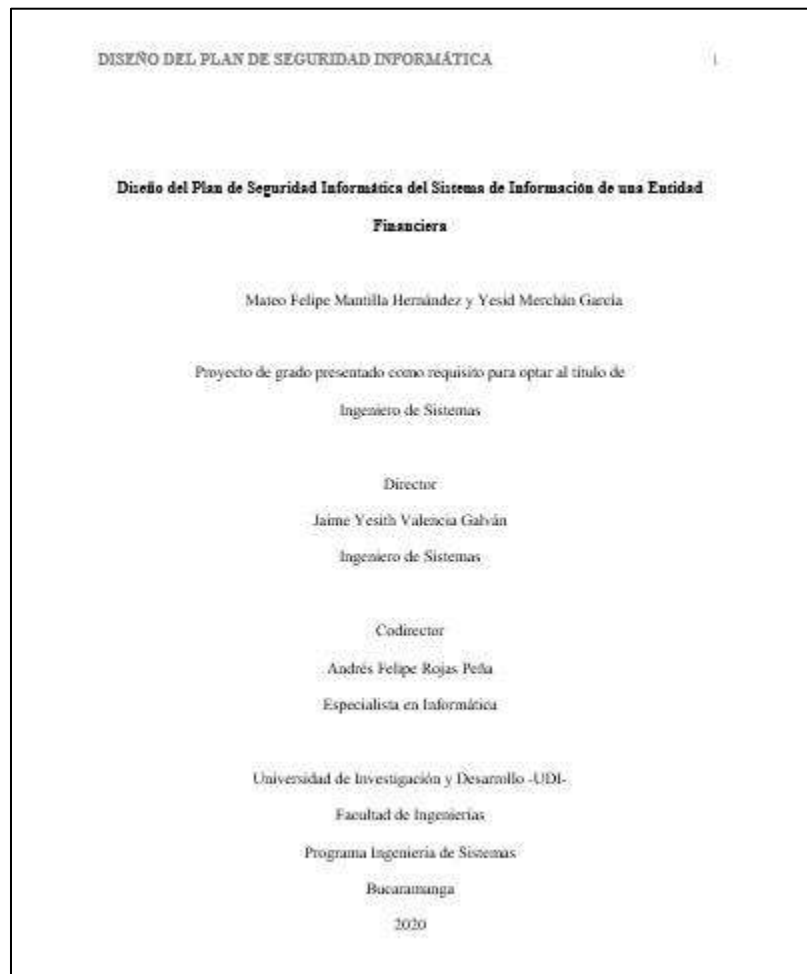 DISEÑO DEL PLAN DE SEGURIDAD INFORMÁTICA 1
Diseño del Plan de Seguridad Informática del Sistema de Información de una Entidad
Financiera
Mateo Felipe Mantilla Hernández y Yesid Merchán Garcia
Proyecto de grado presentado como requisito para optar al título de
Ingeniero de Sistemas
Director
Jaime Yesith Valencia Galván
Ingeniero de Sistemas
Codirector
Andrés Felipe Rojas Peña
Especialista en Informática
Universidad de Investigación y Desarrollo -UDI-
Facultad de Ingenierías
Programa Ingeniería de Sistemas
Bucaramanga
2020